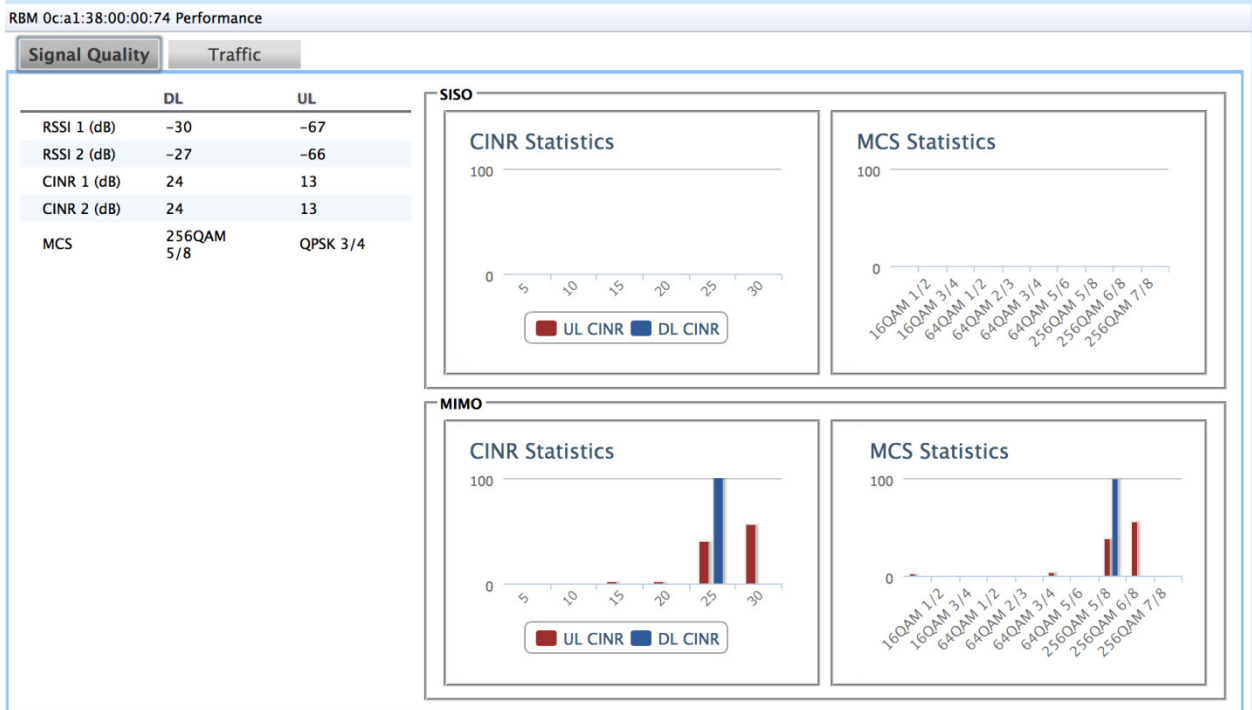 RBM 0c:a1:38:00:00:74 Performance
Signal Quality Traffic
DL UL
RSSI 1 (dB) -30 -67
RSSI 2 (dB) -27 -66
CINR 1 (dB) 24 13
CINR 2 (dB) 24 13
MCS 256QAM 5/8 QPSK 3/4
SISO
CINR Statistics
100
0
5 10 15 20 25 30
UL CINR DL CINR
MCS Statistics
100
0
16QAM 1/2 16QAM 3/4 64QAM 1/2 64QAM 2/3 64QAM 3/4 64QAM 5/6 256QAM 5/8 256QAM 6/8 256QAM 7/8
MIMO
CINR Statistics
100
0
5 10 15 20 25 30
UL CINR DL CINR
MCS Statistics
100
0
16QAM 1/2 16QAM 3/4 64QAM 1/2 64QAM 2/3 64QAM 3/4 64QAM 5/6 256QAM 5/8 256QAM 6/8 256QAM 7/8